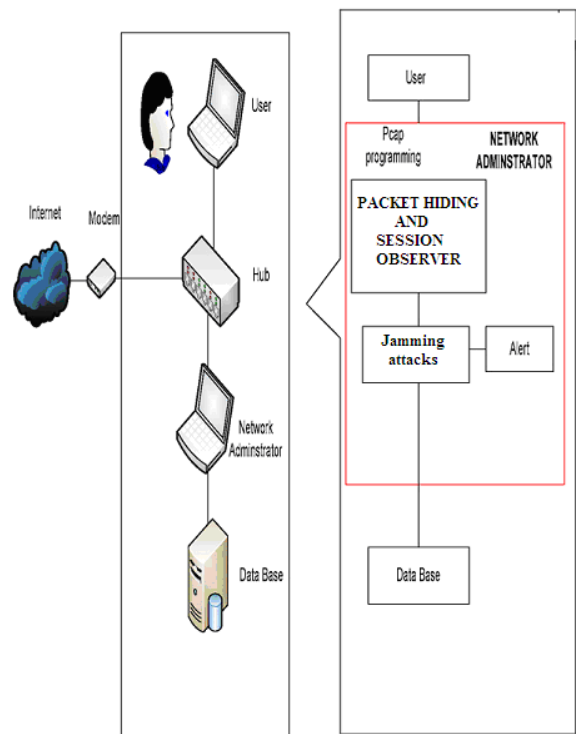 User
Internet
Modem
Hub
Network
Adminstrator
Data Base
User
Pcap
programming
NETWORK
ADMINSTRATOR
PACKET HIDING
AND
SESSION
OBSERVER
Jamming
attacks
Alert
Data Base